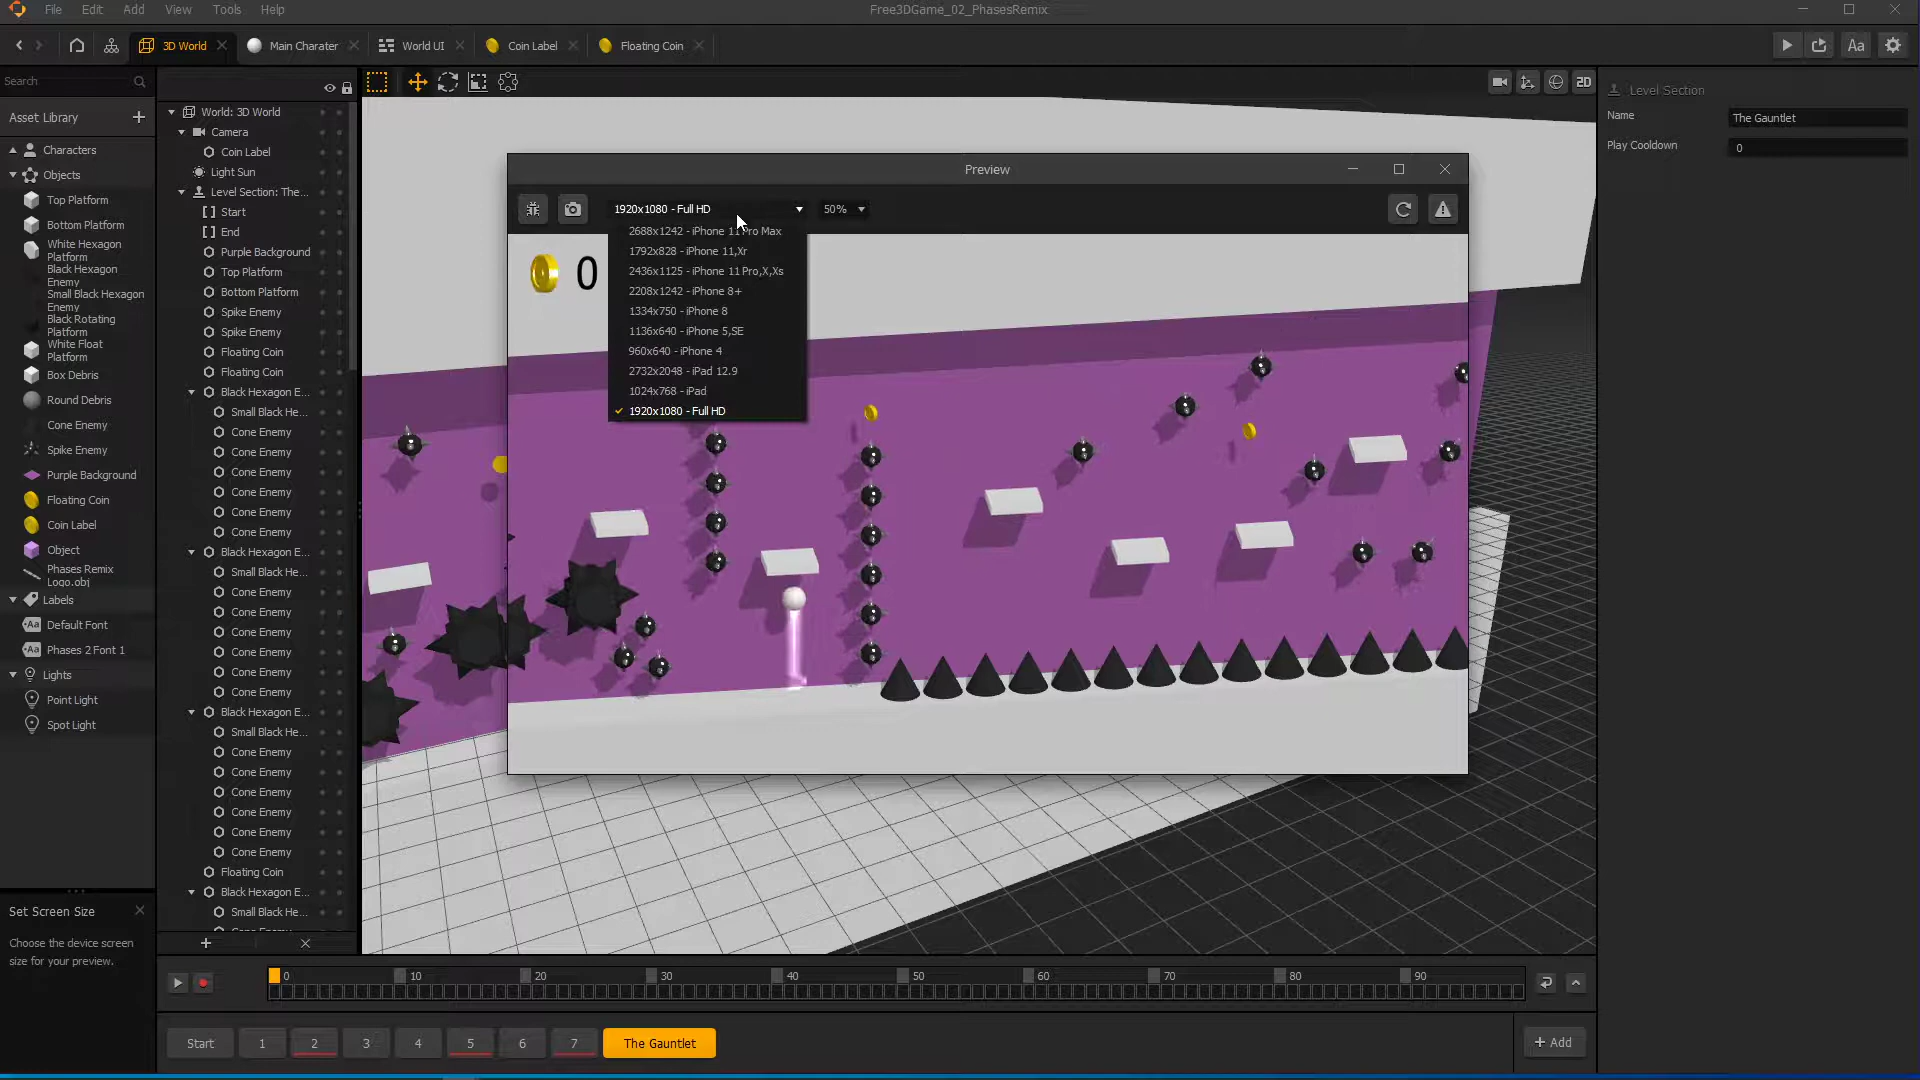 File Edit Add View Tools Help
Free3DGame_02_PhasesRemix
3D World
Main Charater
World UI
Coin Label
Floating Coin
Aa
Search
Asset Library
Characters
Objects
Top Platform
Bottom Platform
White Hexagon
Platform
Black Hexagon
Enemy
Small Black Hexagon
Enemy
Black Rotating
Platform
White Float
Platform
Box Debris
Round Debris
Cone Enemy
Spike Enemy
Purple Background
Floating Coin
Coin Label
Object
Phases Remix
Logo.obj
Labels
Aa Default Font
Aa Phases 2 Font 1
Lights
Point Light
Spot Light
Set Screen Size
Choose the device screen
size for your preview.
World: 3D World
Camera
Coin Label
Light Sun
Level Section: The...
Start
End
Purple Background
Top Platform
Bottom Platform
Spike Enemy
Spike Enemy
Floating Coin
Floating Coin
Black Hexagon E...
Small Black He...
Cone Enemy
Cone Enemy
Cone Enemy
Cone Enemy
Cone Enemy
Cone Enemy
Black Hexagon E...
Small Black He...
Cone Enemy
Cone Enemy
Cone Enemy
Cone Enemy
Cone Enemy
Cone Enemy
Black Hexagon E...
Small Black He...
Cone Enemy
Cone Enemy
Cone Enemy
Cone Enemy
Cone Enemy
Cone Enemy
Floating Coin
Black Hexagon E...
Small Black He...
Cone Enemy
2D
Preview
1920x1080 - Full HD
50%
2688x1242 - iPhone 11 Pro Max
1792x828 - iPhone 11,Xr
2436x1125 - iPhone 11 Pro,X,Xs
2208x1242 - iPhone 8+
1334x750 - iPhone 8
1136x640 - iPhone 5,SE
960x640 - iPhone 4
2732x2048 - iPad 12.9
1024x768 - iPad
1920x1080 - Full HD
0
Level Section
Name The Gauntlet
Play Cooldown 0
0 10 20 30 40 50 60 70 80 90
Start 1 2 3 4 5 6 7 The Gauntlet
+ Add